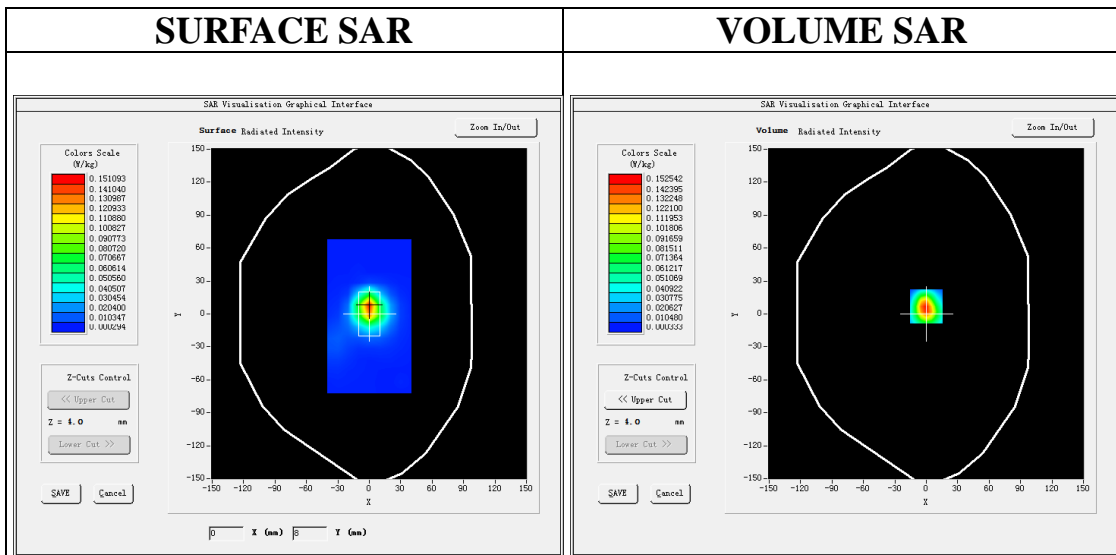 SURFACE SAR
VOLUME SAR
SAR Visualisation Graphical Interface
Surface Radiated Intensity
Zoom In/Out
Colors Scale
(W/kg)
0.151093
0.141040
0.130987
0.120933
0.110880
0.100827
0.090773
0.080720
0.070667
0.060614
0.050560
0.040507
0.030454
0.020400
0.010347
0.000294
150
120
90
60
30
0
-30
-60
-90
-120
-150
Y
-150 -120 -90 -60 -30 0 30 60 90 120 150
X
Z-Cuts Control
<< Upper Cut
Z = 4.0 mm
Lower Cut >>
SAVE Cancel
0 X (mm) 8 Y (mm)
SAR Visualisation Graphical Interface
Volume Radiated Intensity
Zoom In/Out
Colors Scale
(W/kg)
0.152542
0.142395
0.132248
0.122100
0.111953
0.101806
0.091659
0.081511
0.071364
0.061217
0.051069
0.040922
0.030775
0.020627
0.010480
0.000333
150
120
90
60
30
0
-30
-60
-90
-120
-150
Y
-150 -120 -90 -60 -30 0 30 60 90 120 150
X
Z-Cuts Control
<< Upper Cut
Z = 4.0 mm
Lower Cut >>
SAVE Cancel